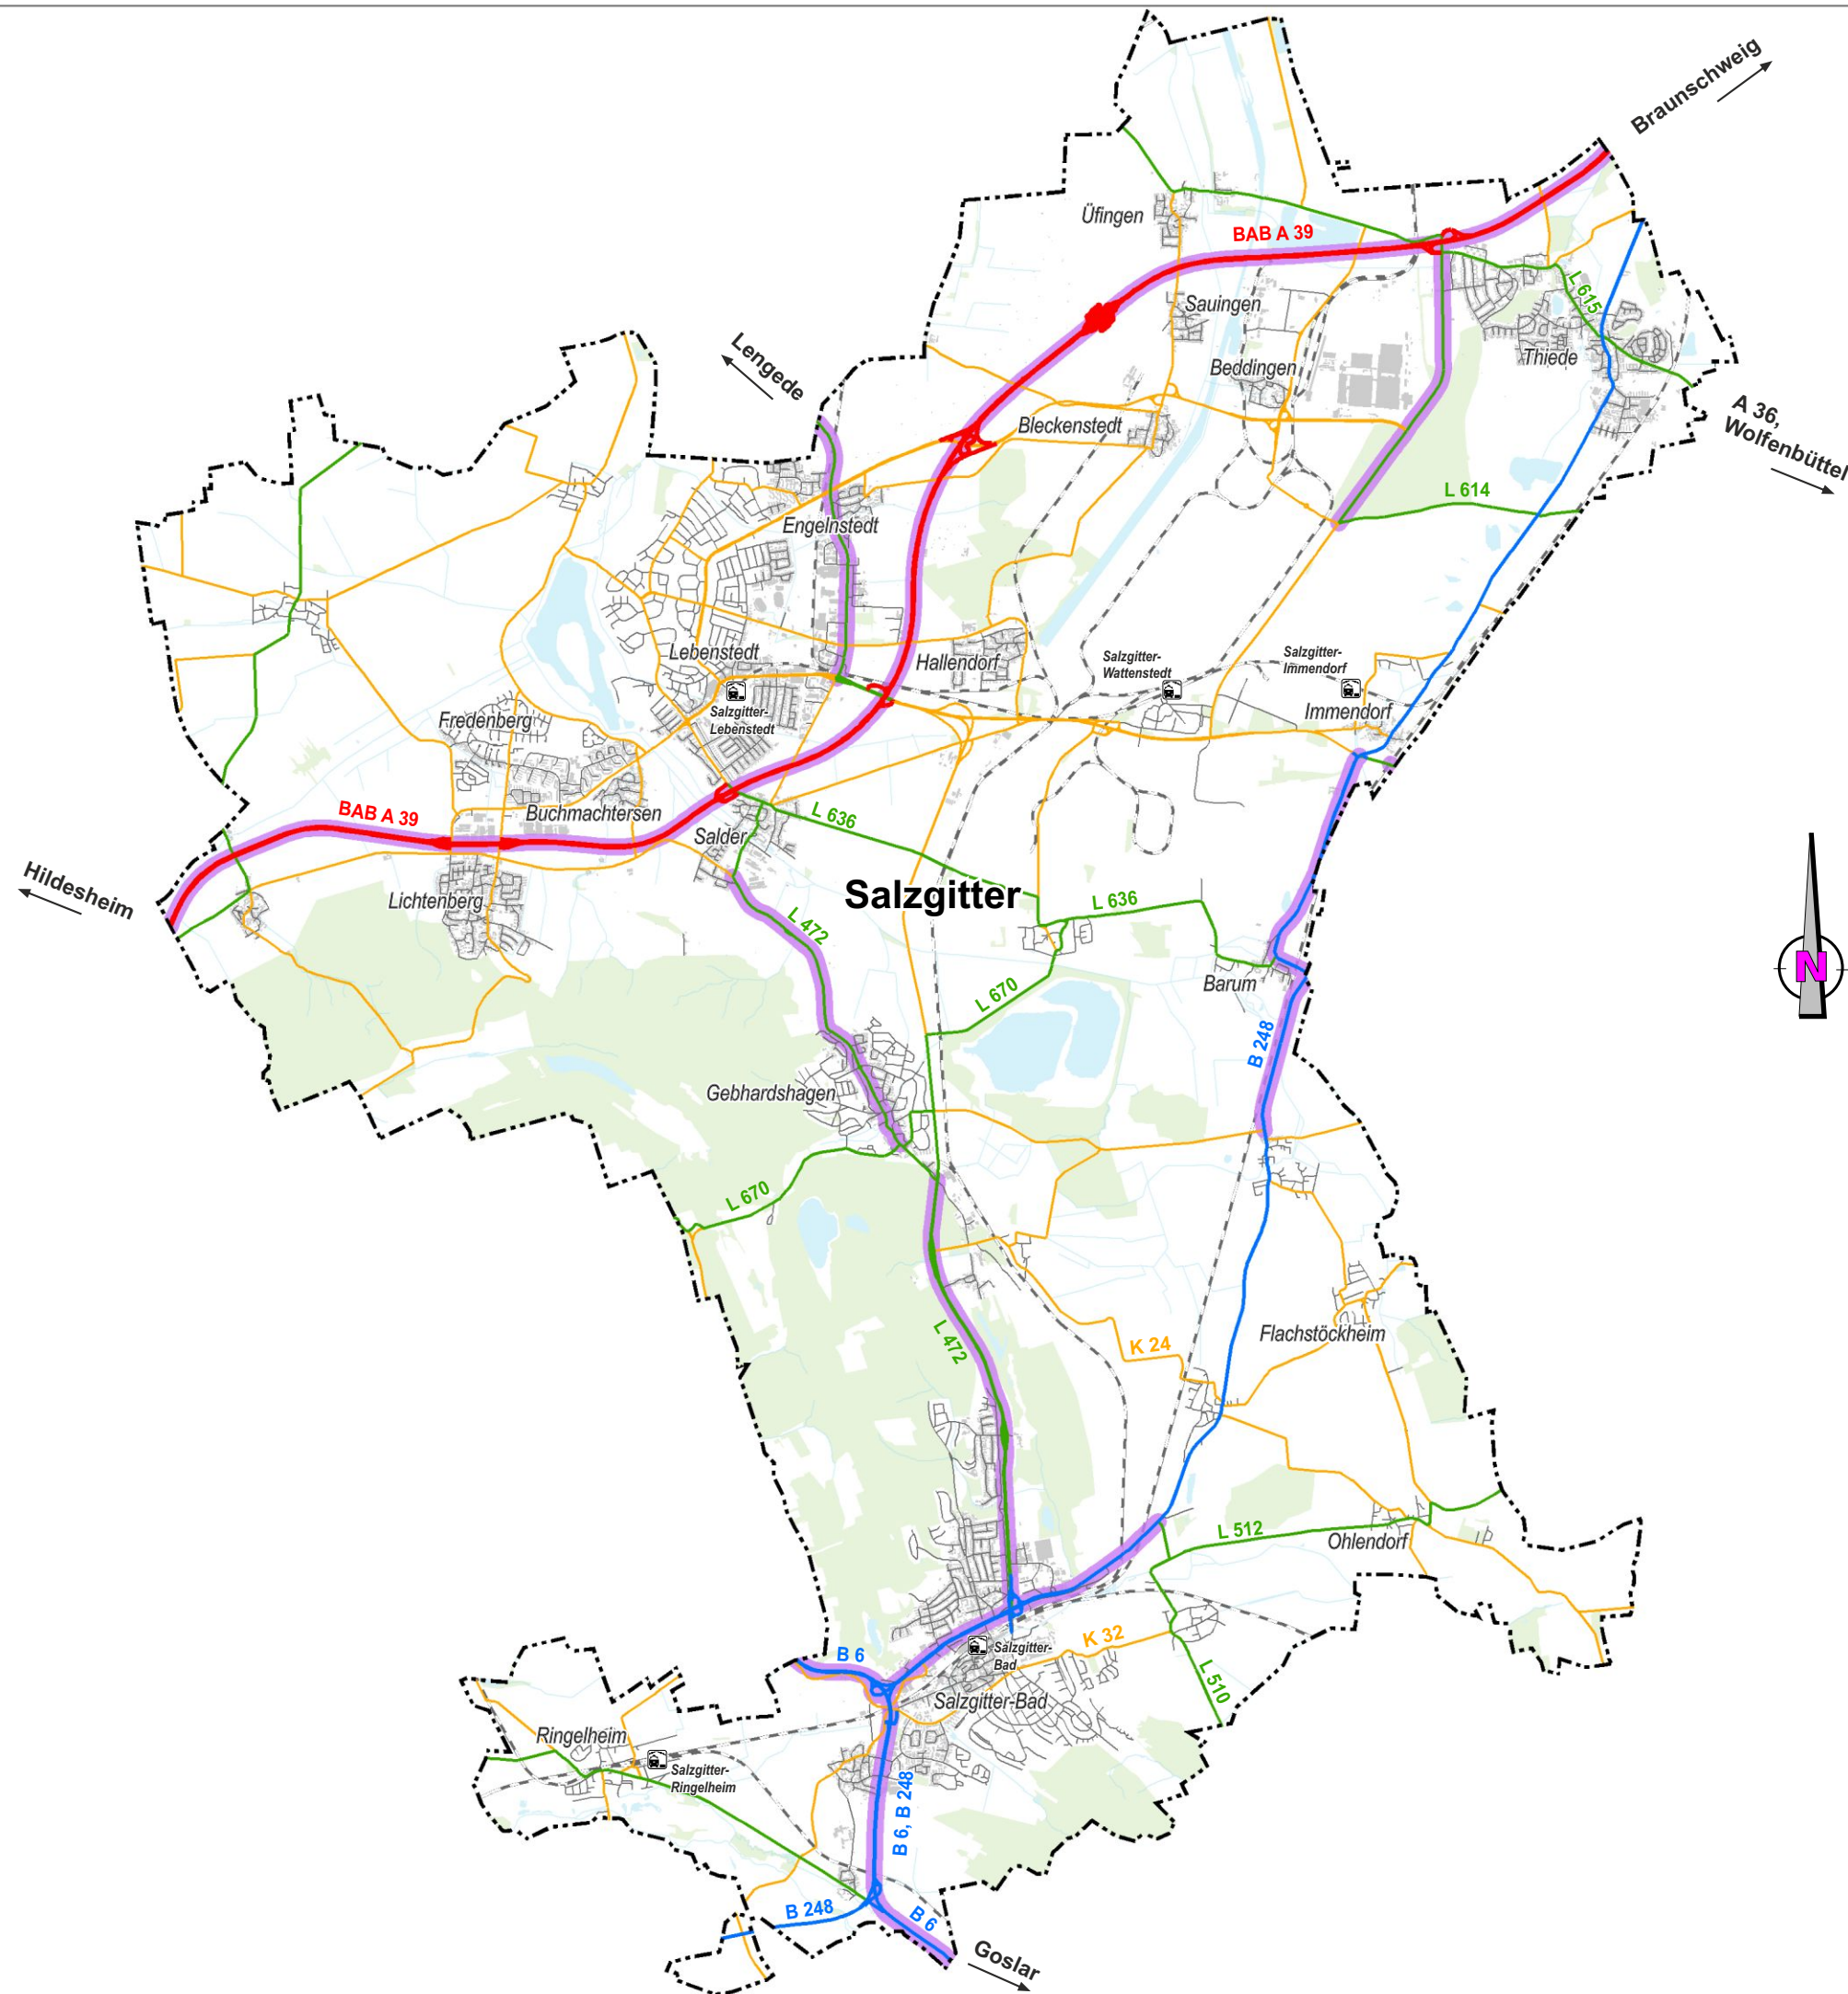 Braunschweig
Üfingen
BAB A 39
L 615
Sauingen
Lengede
Beddingen
Thiede
A 36,
Wolfenbüttel
Bleckenstedt
L 614
Engelnstedt
Lebenstedt
Hallendorf
Salzgitter-
Wattenstedt
Salzgitter-
Immendorf
Immendorf
Fredenberg
Salzgitter-
Lebenstedt
BAB A 39
Buchmachtersen
L 636
Salder
Hildesheim
Lichtenberg
Salzgitter
L 636
L 472
N
L 670
Barum
B 248
Gebhardshagen
L 670
L 472
K 24
Flachstöckheim
L 512
Ohlendorf
B 6
K 32
Salzgitter-
Bad
L 510
Salzgitter-Bad
Ringelheim
Salzgitter-
Ringelheim
B 6, B 248
B 248
B 6
Goslar